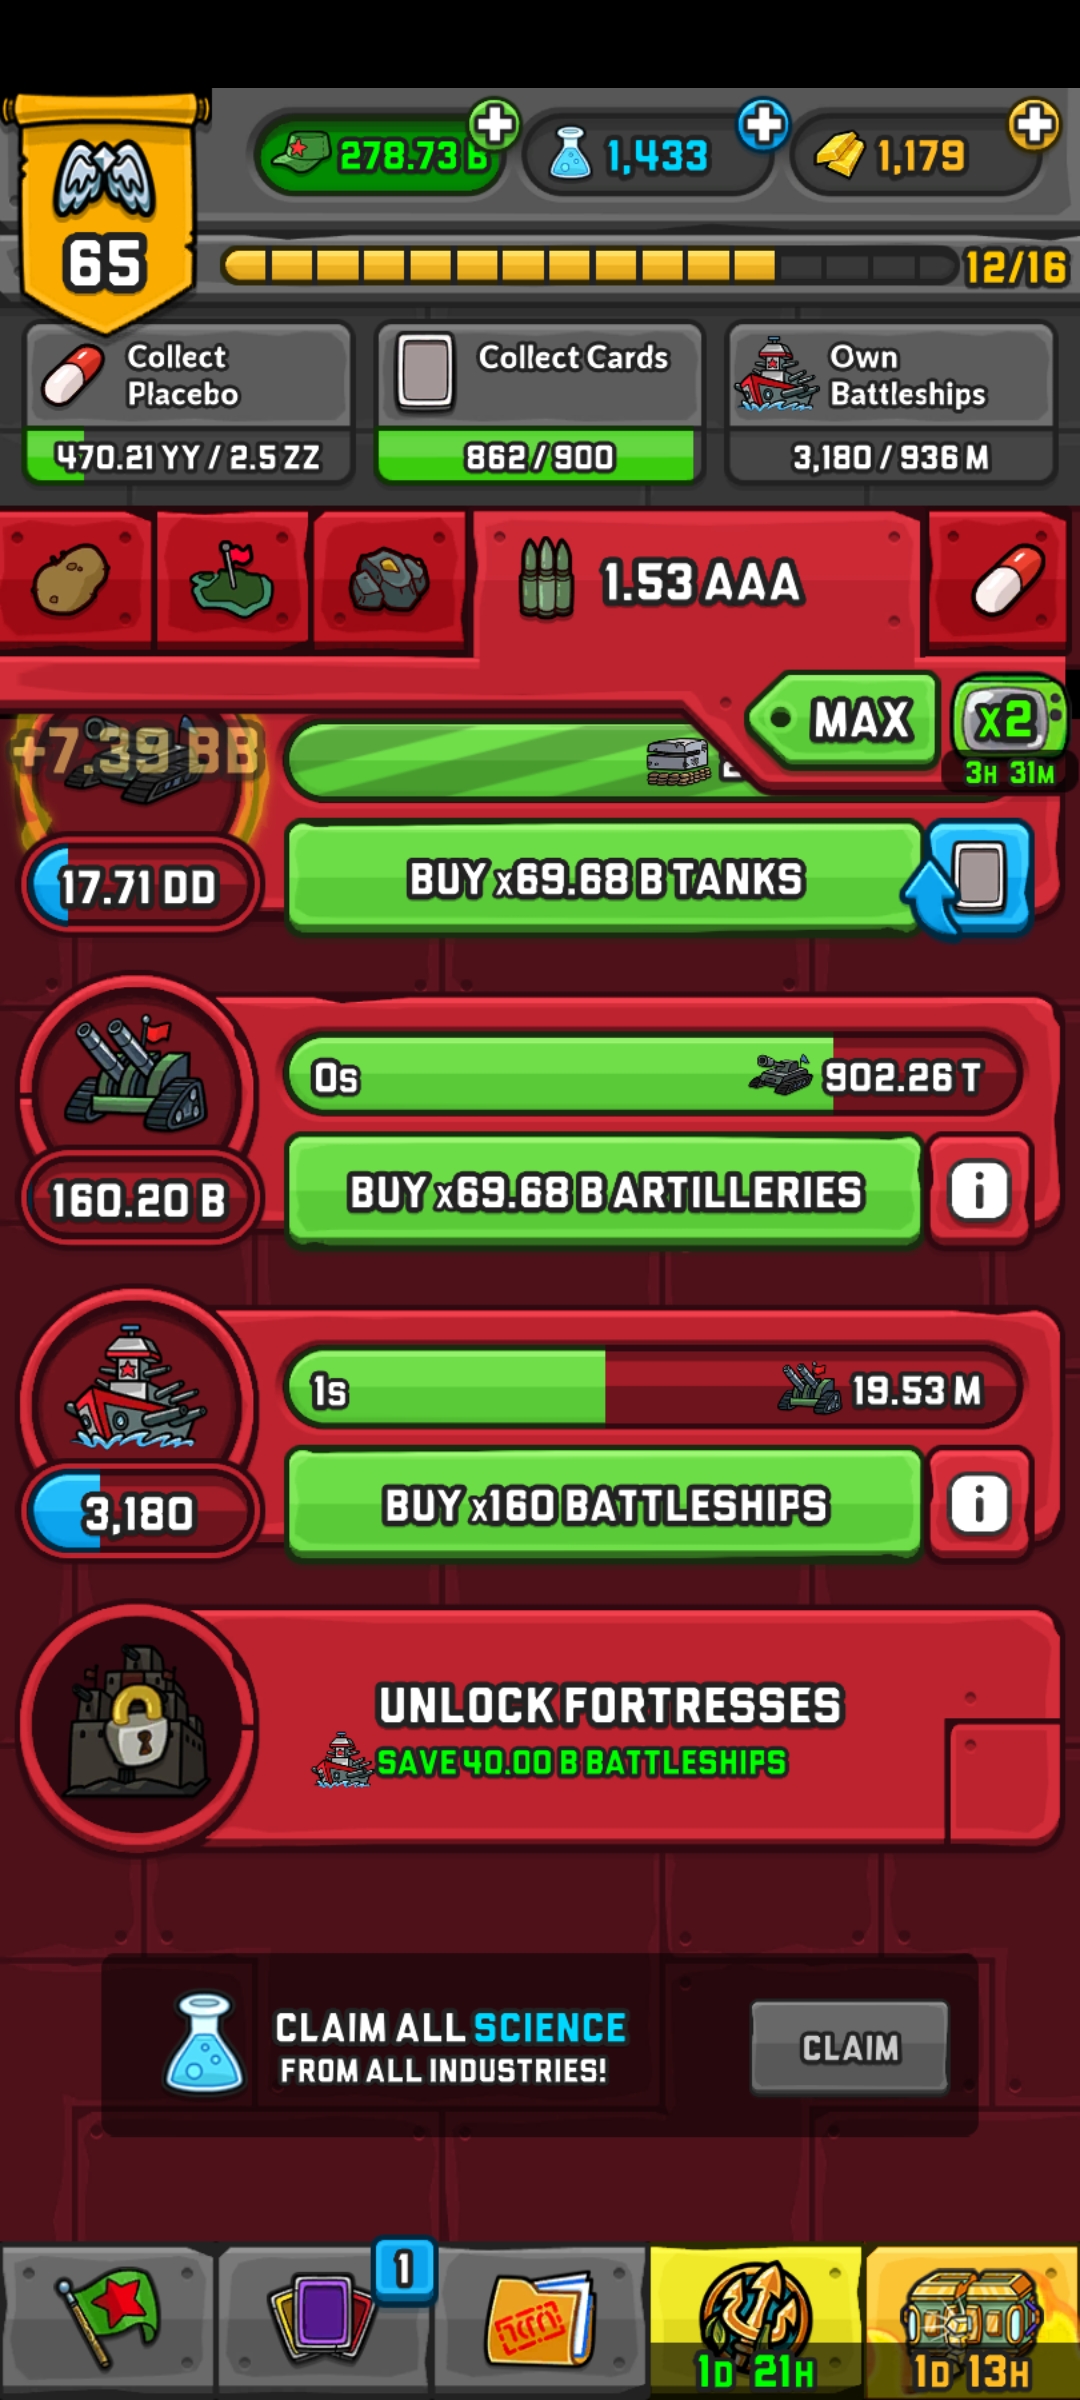 278.73 B
1,433
1,179
65
12/16
Collect
Placebo
470.21 YY / 2.5 ZZ
Collect Cards
862 / 900
Own
Battleships
3,180 / 936 M
1.53 AAA
MAX
x2
3H 31M
+7.39 BB
17.71 DD
BUY x69.68 B TANKS
0s
902.26 T
160.20 B
BUY x69.68 B ARTILLERIES
i
1s
19.53 M
3,180
BUY x160 BATTLESHIPS
i
UNLOCK FORTRESSES
SAVE 40.00 B BATTLESHIPS
CLAIM ALL SCIENCE
FROM ALL INDUSTRIES!
CLAIM
1
1D 21H
1D 13H